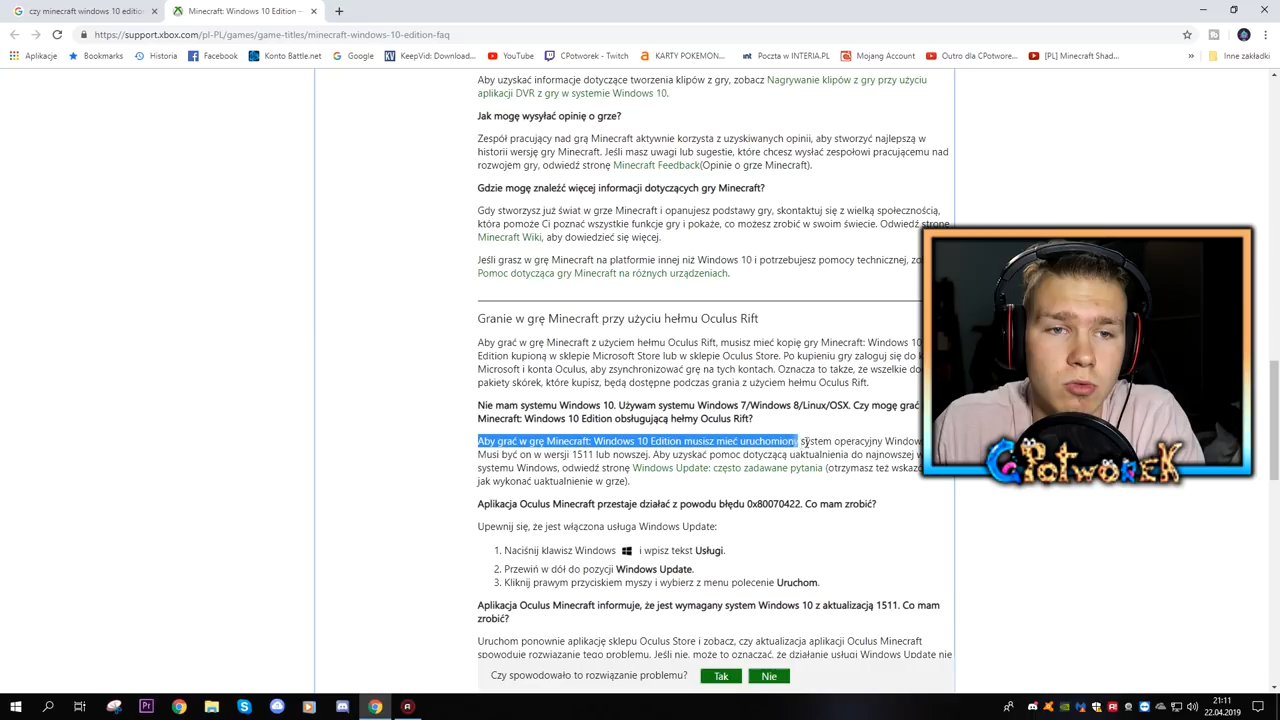 czy minecraft windows 10 edition
Minecraft: Windows 10 Edition –
https://support.xbox.com/pl-PL/games/game-titles/minecraft-windows-10-edition-faq
Aplikacje Bookmarks Historia Facebook Konto Battle.net Google KeepVid: Download... YouTube CPotworek - Twitch KARTY POKEMON... Poczta w INTERIA.PL Mojang Account Outro dla CPotwore... [PL] Minecraft Shad... » Inne zakładki
Aby uzyskać informacje dotyczące tworzenia klipów z gry, zobacz Nagrywanie klipów z gry przy użyciu
aplikacji DVR z gry w systemie Windows 10.
Jak mogę wysyłać opinię o grze?
Zespół pracujący nad grą Minecraft aktywnie korzysta z uzyskiwanych opinii, aby stworzyć najlepszą w
historii wersję gry Minecraft. Jeśli masz uwagi lub sugestie, które chcesz wysłać zespołowi pracującemu nad
rozwojem gry, odwiedź stronę Minecraft Feedback(Opinie o grze Minecraft).
Gdzie mogę znaleźć więcej informacji dotyczących gry Minecraft?
Gdy stworzysz już świat w grze Minecraft i opanujesz podstawy gry, skontaktuj się z wielką społecznością,
która pomoże Ci poznać wszystkie funkcje gry i pokaże, co możesz zrobić w swoim świecie. Odwiedź stronę
Minecraft Wiki, aby dowiedzieć się więcej.
Jeśli grasz w grę Minecraft na platformie innej niż Windows 10 i potrzebujesz pomocy technicznej,
Pomoc dotycząca gry Minecraft na różnych urządzeniach.
Granie w grę Minecraft przy użyciu hełmu Oculus Rift
Aby grać w grę Minecraft z użyciem hełmu Oculus Rift, musisz mieć kopię gry Minecraft: Windows 10
Edition kupioną w sklepie Microsoft Store lub w sklepie Oculus Store. Po kupieniu gry zaloguj się do
Microsoft i konta Oculus, aby zsynchronizować grę na tych kontach. Oznacza to także, że wszelkie
pakiety skórek, które kupisz, będą dostępne podczas grania z użyciem hełmu Oculus Rift.
Nie mam systemu Windows 10. Używam systemu Windows 7/Windows 8/Linux/OSX. Czy mogę grać
Minecraft: Windows 10 Edition obsługującą hełmy Oculus Rift?
Aby grać w grę Minecraft: Windows 10 Edition musisz mieć uruchomiony system operacyjny Window
Musi być on w wersji 1511 lub nowszej. Aby uzyskać pomoc dotyczącą uaktualnienia do najnowszej
systemu Windows, odwiedź stronę Windows Update: często zadawane pytania (otrzymasz też
jak wykonać uaktualnienie w grze).
Aplikacja Oculus Minecraft przestaje działać z powodu błędu 0x80070422. Co mam zrobić?
Upewnij się, że jest włączona usługa Windows Update:
1. Naciśnij klawisz Windows i wpisz tekst Usługi.
2. Przewiń w dół do pozycji Windows Update.
3. Kliknij prawym przyciskiem myszy i wybierz z menu polecenie Uruchom.
Aplikacja Oculus Minecraft informuje, że jest wymagany system Windows 10 z aktualizacją 1511. Co mam
zrobić?
Uruchom ponownie aplikację sklepu Oculus Store i zobacz, czy aktualizacja aplikacji Oculus Minecraft
spowoduje rozwiązanie tego problemu. Jeśli nie, może to oznaczać, że działanie usługi Windows Update nie
Czy spowodowało to rozwiązanie problemu? Tak Nie
CPOTWOREK
21:11
22.04.2019